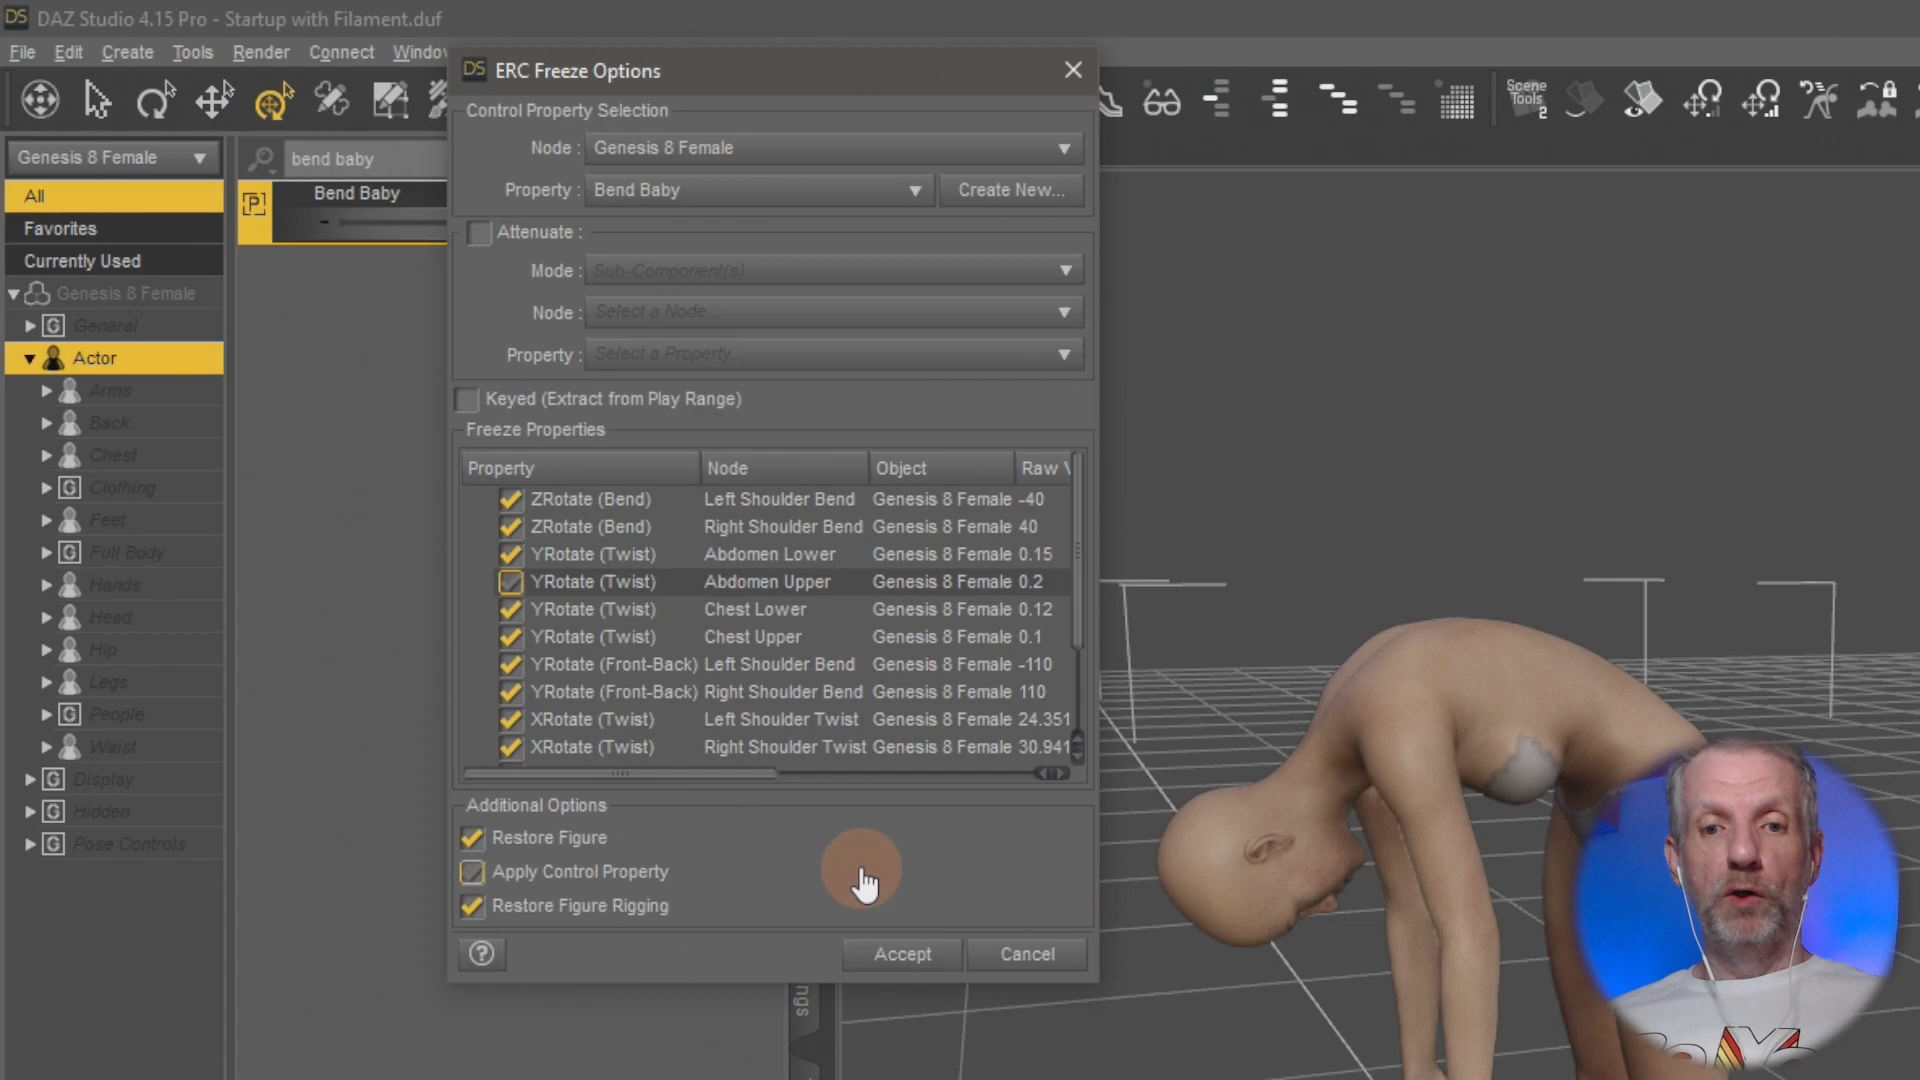 DS DAZ Studio 4.15 Pro - Startup with Filament.duf
File Edit Create Tools Render Connect
Scene Tools 2
DS ERC Freeze Options
Control Property Selection
Node : Genesis 8 Female
Property : Bend Baby Create New...
Attenuate :
Mode : Sub-Component(s)
Node : Select a Node...
Property : Select a Property...
Keyed (Extract from Play Range)
Freeze Properties
Property Node Object Raw V
ZRotate (Bend) Left Shoulder Bend Genesis 8 Female -40
ZRotate (Bend) Right Shoulder Bend Genesis 8 Female 40
YRotate (Twist) Abdomen Lower Genesis 8 Female 0.15
YRotate (Twist) Abdomen Upper Genesis 8 Female 0.2
YRotate (Twist) Chest Lower Genesis 8 Female 0.12
YRotate (Twist) Chest Upper Genesis 8 Female 0.1
YRotate (Front-Back) Left Shoulder Bend Genesis 8 Female -110
YRotate (Front-Back) Right Shoulder Bend Genesis 8 Female 110
XRotate (Twist) Left Shoulder Twist Genesis 8 Female 24.351
XRotate (Twist) Right Shoulder Twist Genesis 8 Female 30.941
Additional Options
Restore Figure
Apply Control Property
Restore Figure Rigging
? Accept Cancel
Genesis 8 Female
All
Favorites
Currently Used
Genesis 8 Female
G General
Actor
Arms
Back
Chest
G Clothing
Feet
G Full Body
Hands
Head
Hip
Legs
G People
Waist
G Display
G Hidden
G Pose Controls
bend baby
P Bend Baby
ngs